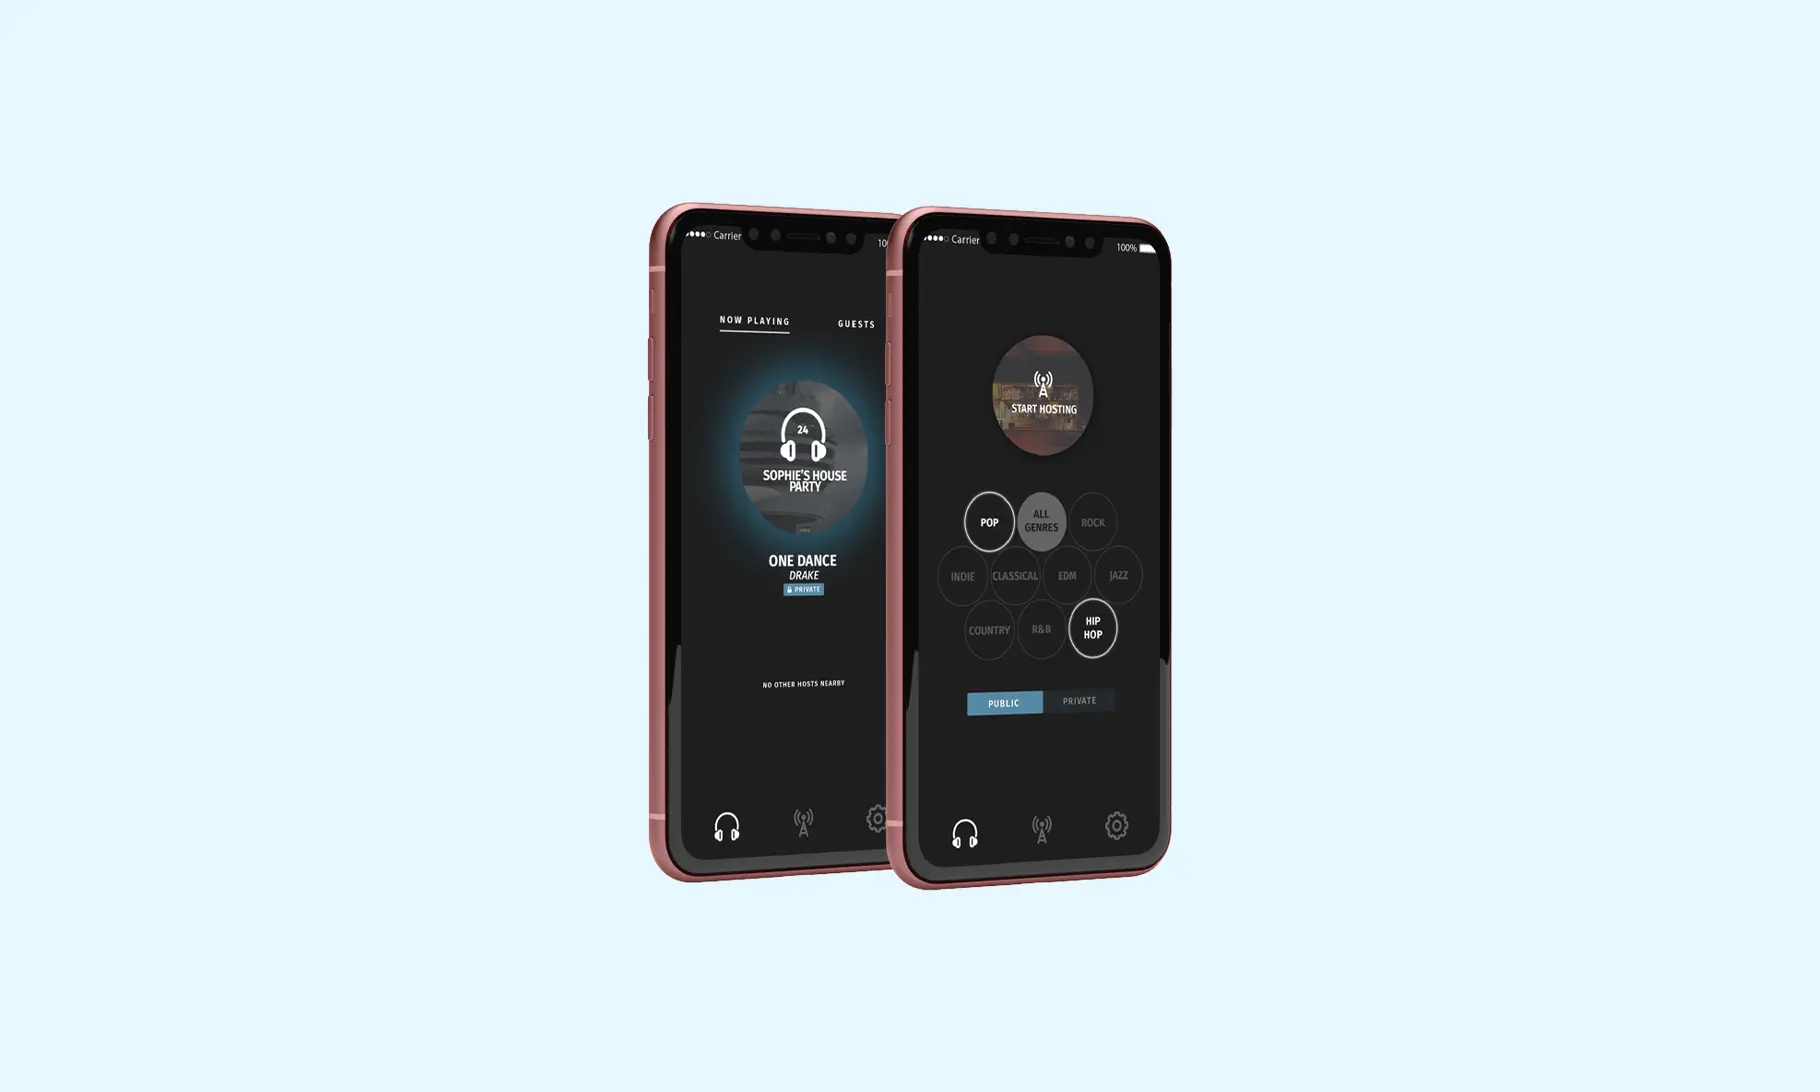 Carrier
10
NOW PLAYING
GUESTS
24
SOPHIE'S HOUSE
PARTY
ONE DANCE
DRAKE
PRIVATE
NO OTHER HOSTS NEARBY
Carrier
100%
START HOSTING
POP
ALL
GENRES
ROCK
INDIE
CLASSICAL
EDM
JAZZ
COUNTRY
R&B
HIP
HOP
PUBLIC
PRIVATE